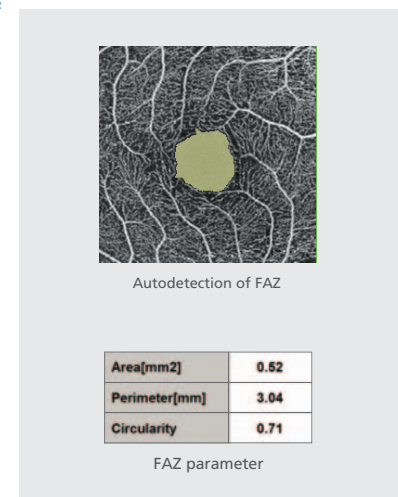 Autodetection of FAZ
Area[mm2] 0.52
Perimeter[mm] 3.04
Circularity 0.71
FAZ parameter